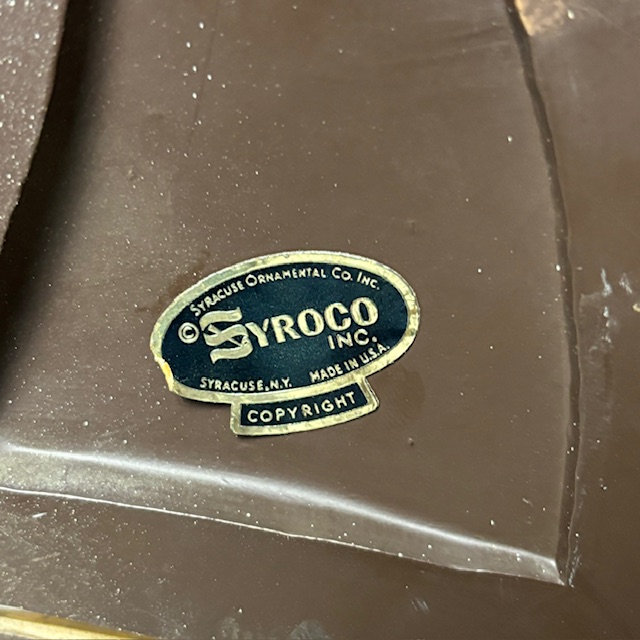 SYRACUSE ORNAMENTAL CO. INC.
© SYROCO
INC.
SYRACUSE, N.Y. MADE IN U.S.A.
COPYRIGHT